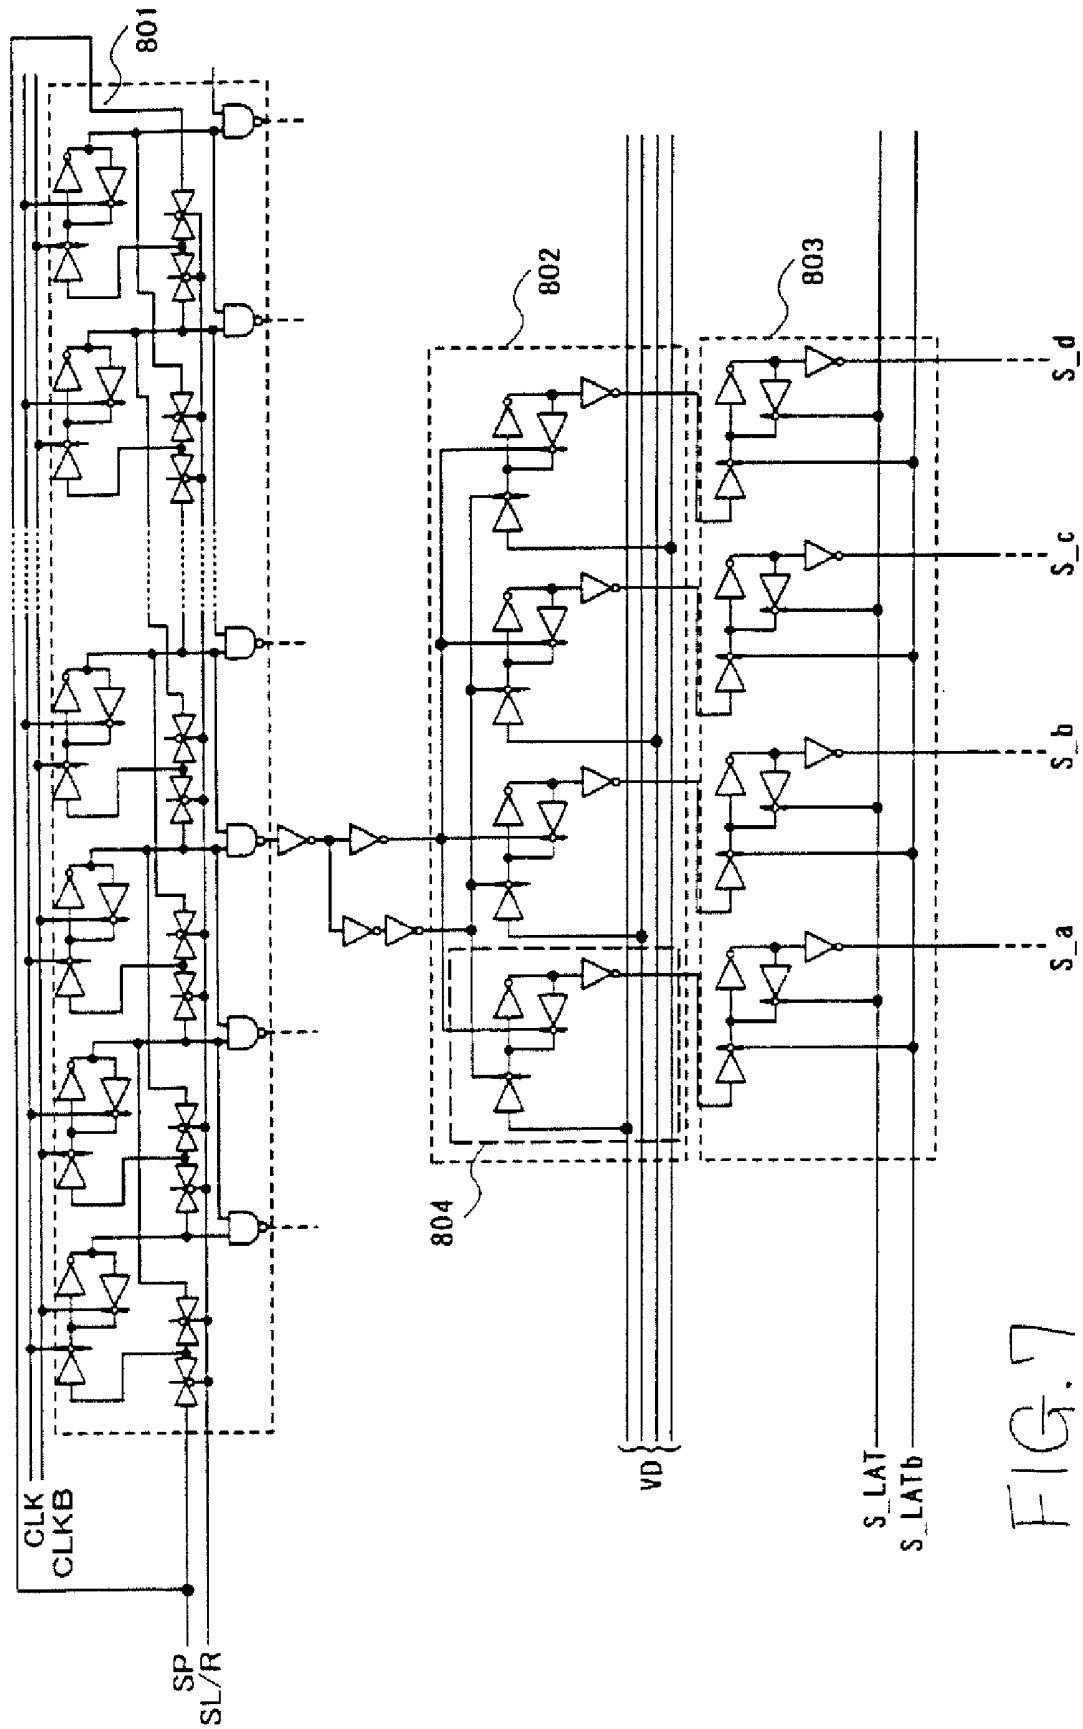 CLK
CLKB
SP
SL/R
801
802
804
VD
803
S_LAT
S_LATb
S_a
S_b
S_c
S_d
FIG. 7